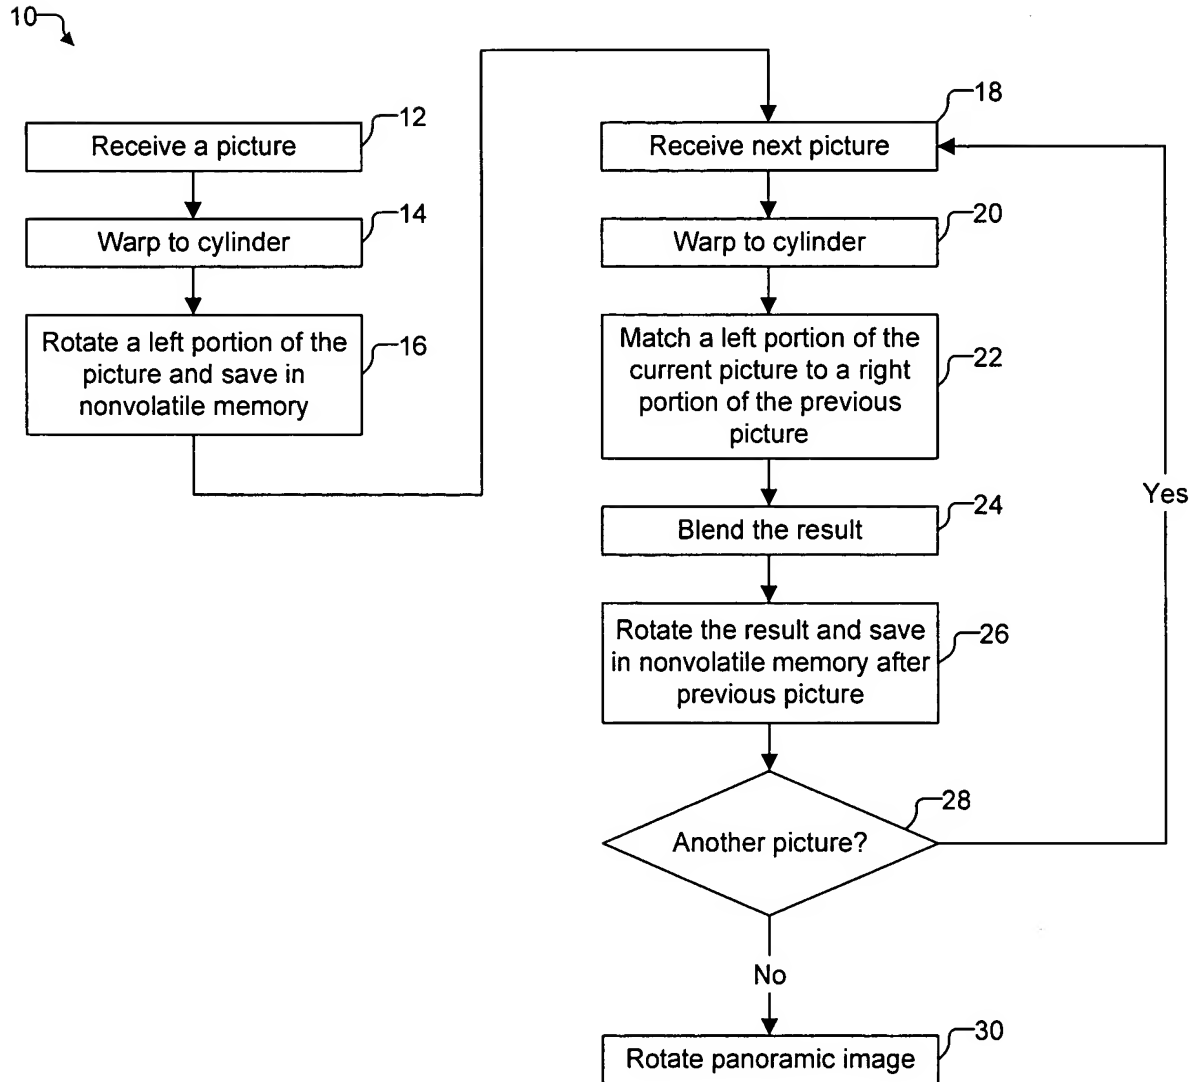 10
12
Receive a picture
14
Warp to cylinder
16
Rotate a left portion of the
picture and save in
nonvolatile memory
18
Receive next picture
20
Warp to cylinder
22
Match a left portion of the
current picture to a right
portion of the previous
picture
24
Blend the result
26
Rotate the result and save
in nonvolatile memory after
previous picture
28
Another picture?
Yes
No
30
Rotate panoramic image